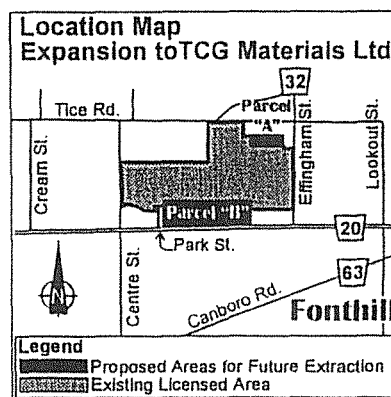 Location Map
Expansion toTCG Materials Ltd
32
Tice Rd.
Parcel
"A"
Cream St.
Effingham St.
Lookout St.
Parcel
20
Park St.
Centre St.
63
N
Canboro Rd.
Fonthill
Legend
Proposed Areas for Future Extraction
Existing Licensed Area